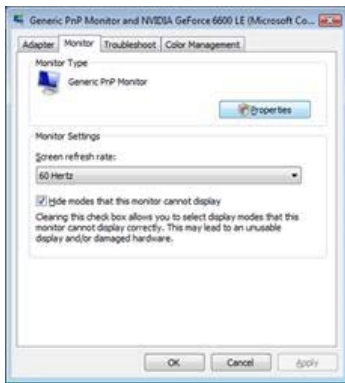 Generic PnP Monitor and NVIDIA GeForce 6600 LE (Microsoft Co...
Adapter Monitor Troubleshoot Color Management
Monitor Type
Generic PnP Monitor
Properties
Monitor Settings
Screen refresh rate:
60 Hertz
Hide modes that this monitor cannot display
Clearing this check box allows you to select display modes that this
monitor cannot display correctly. This may lead to an unusable
display and/or damaged hardware.
OK Cancel Apply